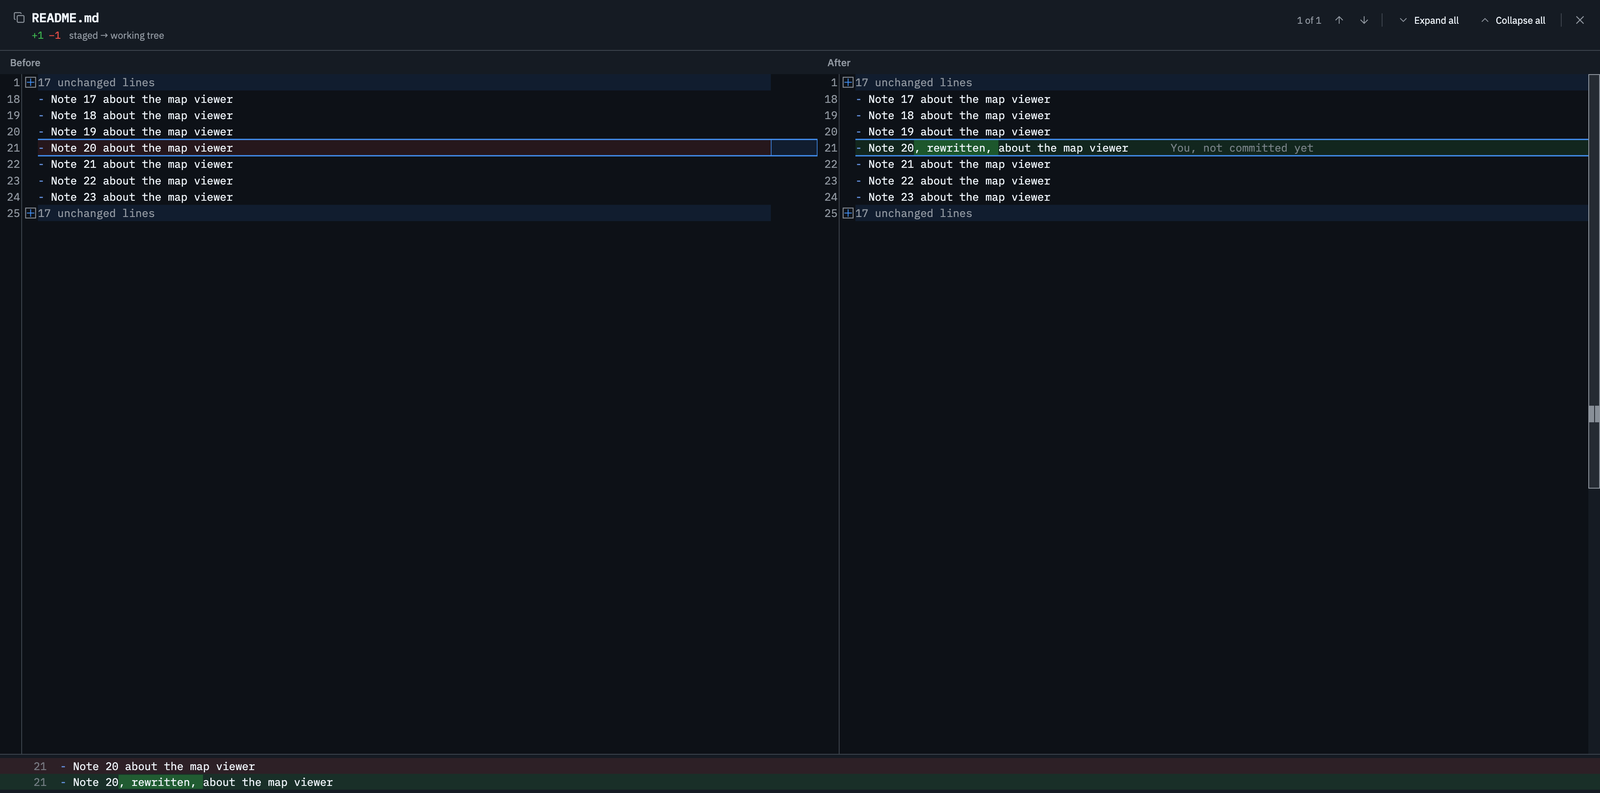 README.md
+1 −1 staged → working tree
1 of 1 ↑ ↓ Expand all Collapse all
Before
1 17 unchanged lines
18 - Note 17 about the map viewer
19 - Note 18 about the map viewer
20 - Note 19 about the map viewer
21 - Note 20 about the map viewer
22 - Note 21 about the map viewer
23 - Note 22 about the map viewer
24 - Note 23 about the map viewer
25 17 unchanged lines
After
1 17 unchanged lines
18 - Note 17 about the map viewer
19 - Note 18 about the map viewer
20 - Note 19 about the map viewer
21 - Note 20, rewritten, about the map viewer You, not committed yet
22 - Note 21 about the map viewer
23 - Note 22 about the map viewer
24 - Note 23 about the map viewer
25 17 unchanged lines
21 - Note 20 about the map viewer
21 - Note 20, rewritten, about the map viewer